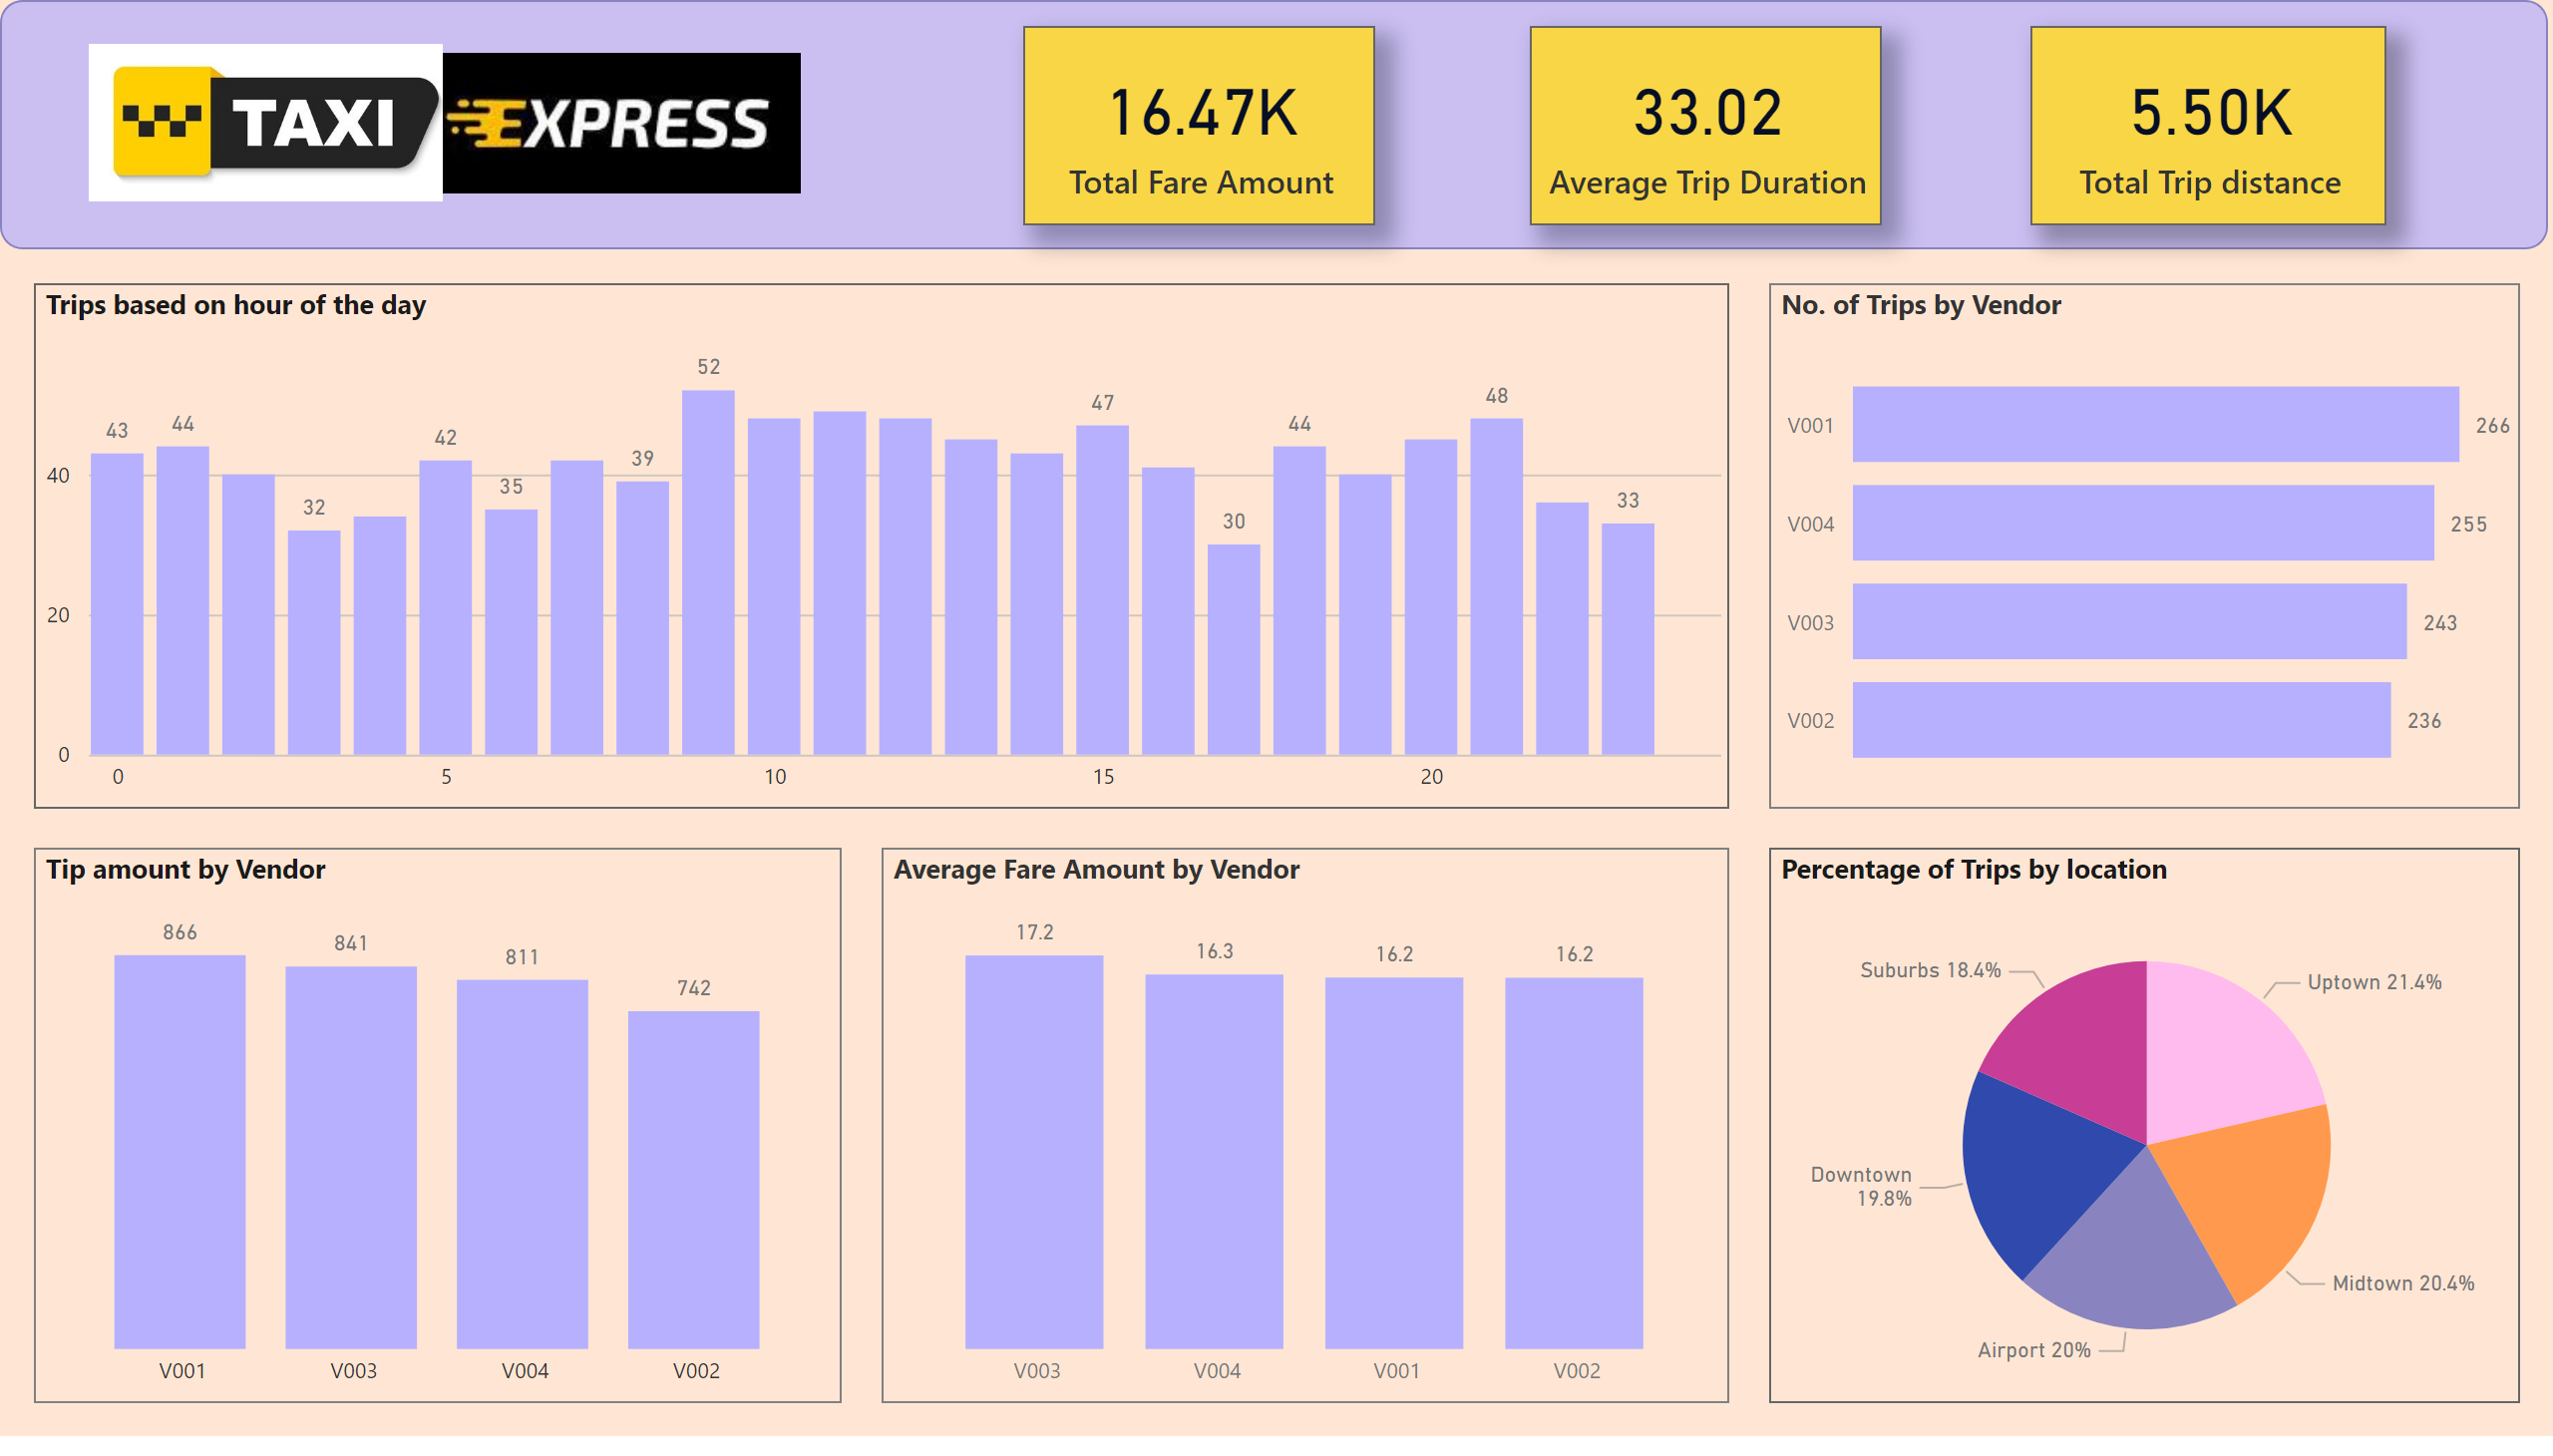 TAXI
EXPRESS
16.47K
Total Fare Amount
33.02
Average Trip Duration
5.50K
Total Trip distance
Trips based on hour of the day
52
48
47
44
44
43
42
39
35
32
30
33
40
20
0
0 5 10 15 20
No. of Trips by Vendor
V001 266
V004 255
V003 243
V002 236
Tip amount by Vendor
866 841 811 742
V001 V003 V004 V002
Average Fare Amount by Vendor
17.2 16.3 16.2 16.2
V003 V004 V001 V002
Percentage of Trips by location
Suburbs 18.4%
Uptown 21.4%
Downtown
19.8%
Midtown 20.4%
Airport 20%